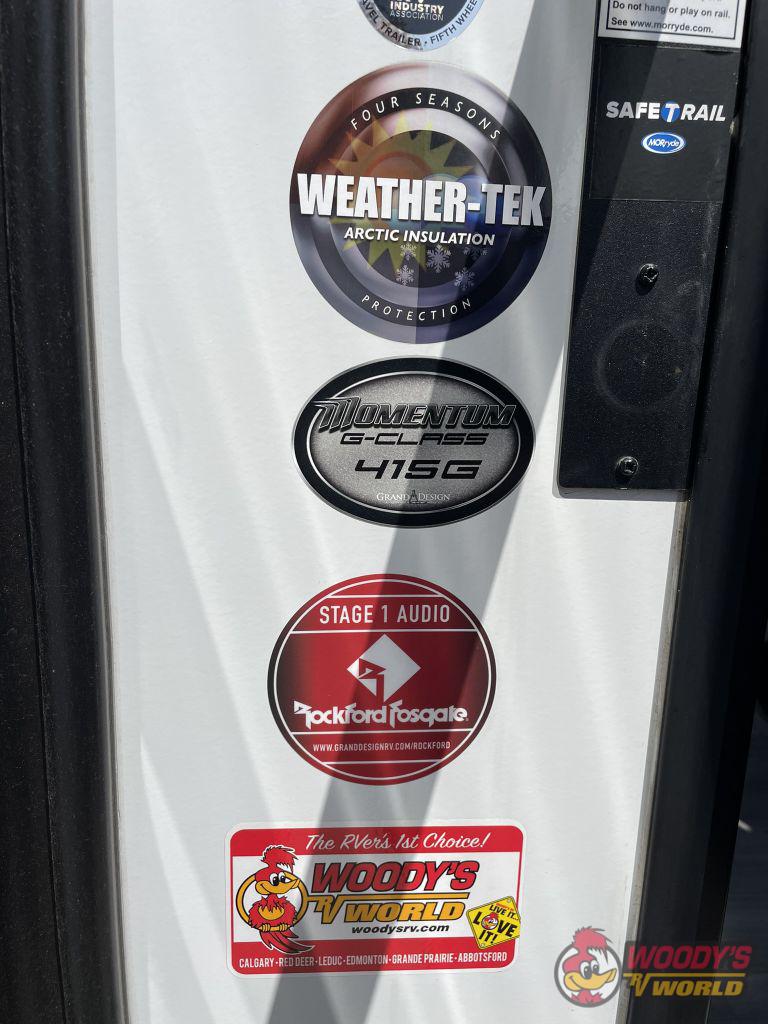 INDUSTRY
ASSOCIATION
TRAILER - FIFTH WHEE
Do not hang or play on rail.
See www.morryde.com.
SAFE T RAIL
MORryde
FOUR SEASONS
WEATHER-TEK
ARCTIC INSULATION
PROTECTION
MOMENTUM
G-CLASS
415G
GRAND DESIGN
STAGE 1 AUDIO
Rockford Fosgate
WWW.GRANDDESIGNRV.COM/ROCKFORD
The RVer's 1st Choice!
WOODY'S
RV WORLD
woodysrv.com
LIVE IT..
LOVE
IT!
CALGARY - RED DEER - LEDUC - EDMONTON - GRANDE PRAIRIE - ABBOTSFORD
WOODY'S
RV WORLD